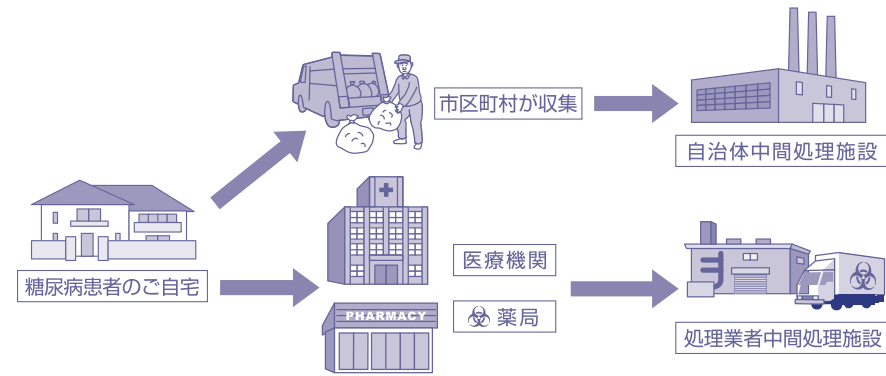 市区町村が収集
自治体中間処理施設
糖尿病患者のご自宅
医療機関
PHARMACY
薬局
処理業者中間処理施設